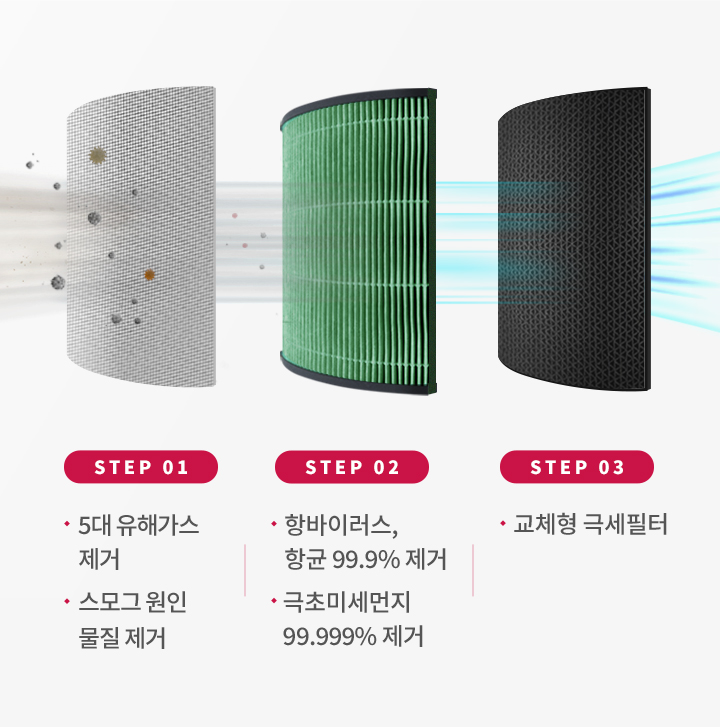 STEP 01
• 5대 유해가스
제거
• 스모그 원인
물질 제거
STEP 02
• 항바이러스,
항균 99.9% 제거
• 극초미세먼지
99.999% 제거
STEP 03
• 교체형 극세필터